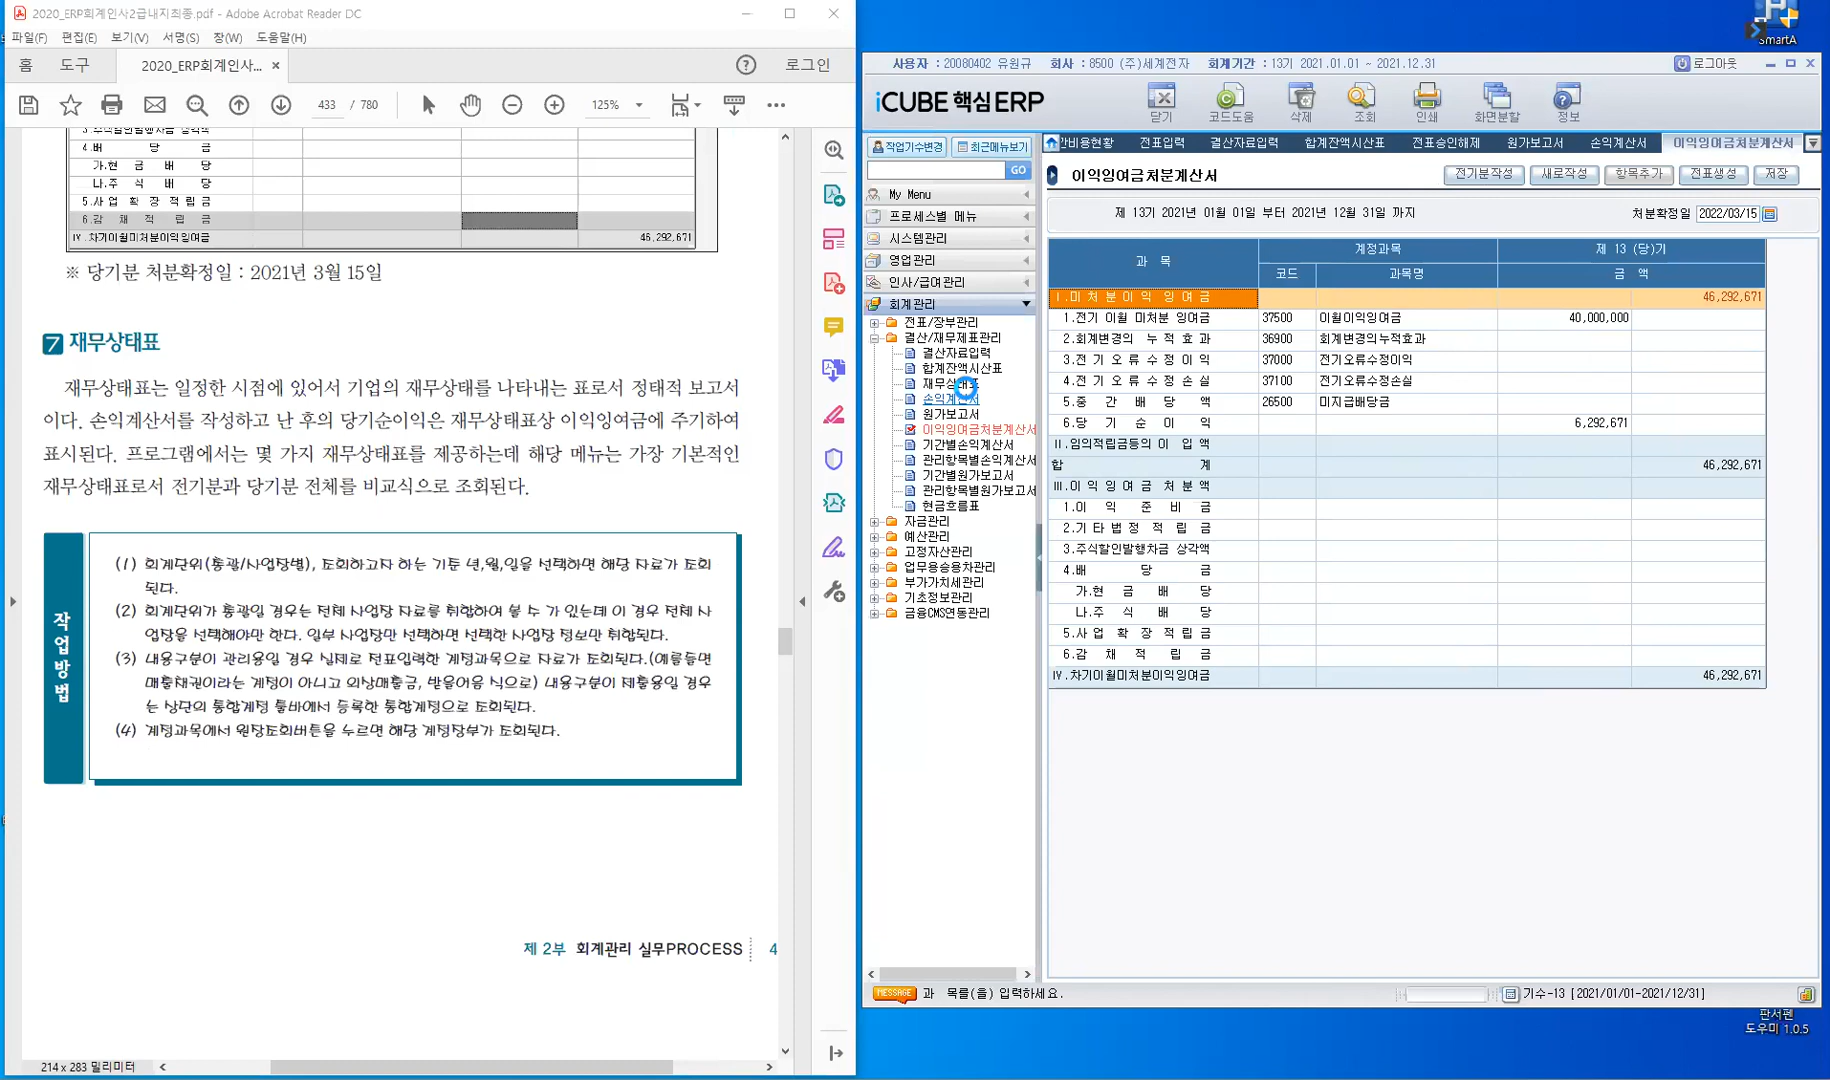 2020_ERP회계인사2급내지최종.pdf - Adobe Acrobat Reader DC
파일(F) 편집(E) 보기(V) 서명(S) 창(W) 도움말(H)
홈 도구 2020_ERP회계인사... × 로그인
433 / 780 125%
3.주식할인발행차금 상각액
4.배 당 금
가.현 금 배 당
나.주 식 배 당
5.사 업 확 장 적 립 금
6.감 채 적 립 금
Ⅳ.차기이월미처분이익잉여금 46,292,671
※ 당기분 처분확정일 : 2021년 3월 15일
7 재무상태표
재무상태표는 일정한 시점에 있어서 기업의 재무상태를 나타내는 표로서 정태적 보고서
이다. 손익계산서를 작성하고 난 후의 당기순이익은 재무상태표상 이익잉여금에 주기하여
표시된다. 프로그램에서는 몇 가지 재무상태표를 제공하는데 해당 메뉴는 가장 기본적인
재무상태표로서 전기분과 당기분 전체를 비교식으로 조회된다.
작업방법
(1) 회계단위(통괄/사업장별), 조회하고자 하는 기준 년,월,일을 선택하면 해당 자료가 조회
된다.
(2) 회계단위가 통괄일 경우는 전체 사업장 자료를 취합하여 볼 수 가 있는데 이 경우 전체 사
업장을 선택해야만 한다. 일부 사업장만 선택하면 선택한 사업장 정보만 취합된다.
(3) 내용구분이 관리용일 경우 실제로 전표입력한 계정과목으로 자료가 조회된다.(예를들면
매출채권이라는 계정이 아니고 외상매출금, 받을어음 식으로) 내용구분이 제출용일 경우
는 상단의 통합계정 툴바에서 등록한 통합계정으로 조회된다.
(4) 계정과목에서 원장조회버튼을 누르면 해당 계정장부가 조회된다.
제 2부 회계관리 실무PROCESS 4
214 x 283 밀리미터
SmartA
사용자 : 20080402 유원규 회사 : 8500 (주)세계전자 회계기간 : 13기 2021.01.01 ~ 2021.12.31 로그아웃
iCUBE 핵심ERP
닫기 코드도움 삭제 조회 인쇄 화면분할 정보
작업기수변경 최근메뉴보기
GO
My Menu
프로세스별 메뉴
시스템관리
영업관리
인사/급여관리
회계관리
전표/장부관리
결산/재무제표관리
결산자료입력
합계잔액시산표
재무상태표
손익계산서
원가보고서
이익잉여금처분계산서
기간별손익계산서
관리항목별손익계산서
기간별원가보고서
관리항목별원가보고서
현금흐름표
자금관리
예산관리
고정자산관리
업무용승용차관리
부가가치세관리
기초정보관리
금융CMS연동관리
간비용현황 전표입력 결산자료입력 합계잔액시산표 전표승인해제 원가보고서 손익계산서 이익잉여금처분계산서
이익잉여금처분계산서 전기분작성 새로작성 항목추가 전표생성 저장
제 13기 2021년 01월 01일 부터 2021년 12월 31일 까지 처분확정일 2022/03/15
과 목 계정과목 제 13 (당)기
코드 과목명 금 액
Ⅰ.미 처 분 이 익 잉 여 금 46,292,671
1.전기 이월 미처분 잉여금 37500 이월이익잉여금 40,000,000
2.회계변경의 누 적 효 과 36900 회계변경의누적효과
3.전 기 오 류 수 정 이 익 37000 전기오류수정이익
4.전 기 오 류 수 정 손 실 37100 전기오류수정손실
5.중 간 배 당 액 26500 미지급배당금
6.당 기 순 이 익 6,292,671
Ⅱ.임의적립금등의 이 입 액
합 계 46,292,671
Ⅲ.이 익 잉 여 금 처 분 액
1.이 익 준 비 금
2.기 타 법 정 적 립 금
3.주식할인발행차금 상각액
4.배 당 금
가.현 금 배 당
나.주 식 배 당
5.사 업 확 장 적 립 금
6.감 채 적 립 금
Ⅳ.차기이월미처분이익잉여금 46,292,671
MESSAGE 과 목를(을) 입력하세요. 기수-13 [2021/01/01-2021/12/31]
판서펜
도우미 1.0.5